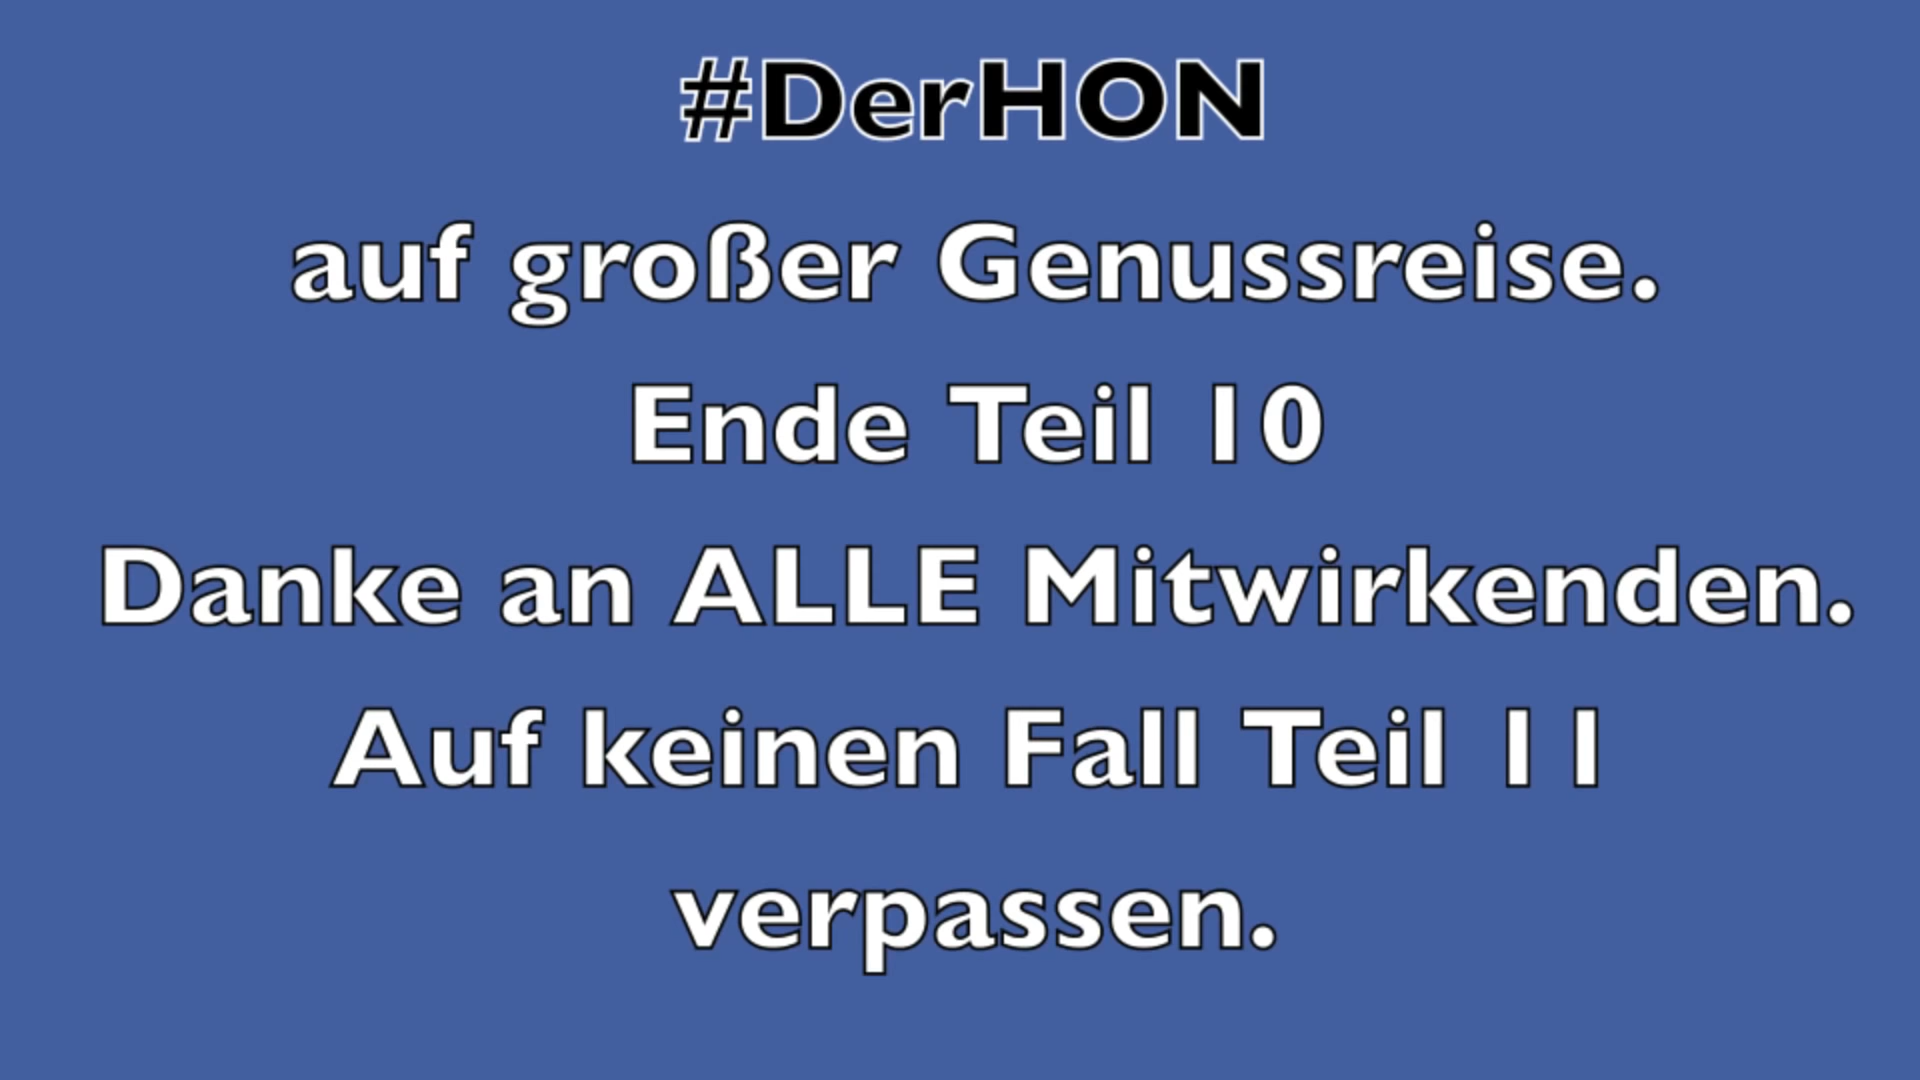 #DerHON
auf großer Genussreise.
Ende Teil 10
Danke an ALLE Mitwirkenden.
Auf keinen Fall Teil 11
verpassen.